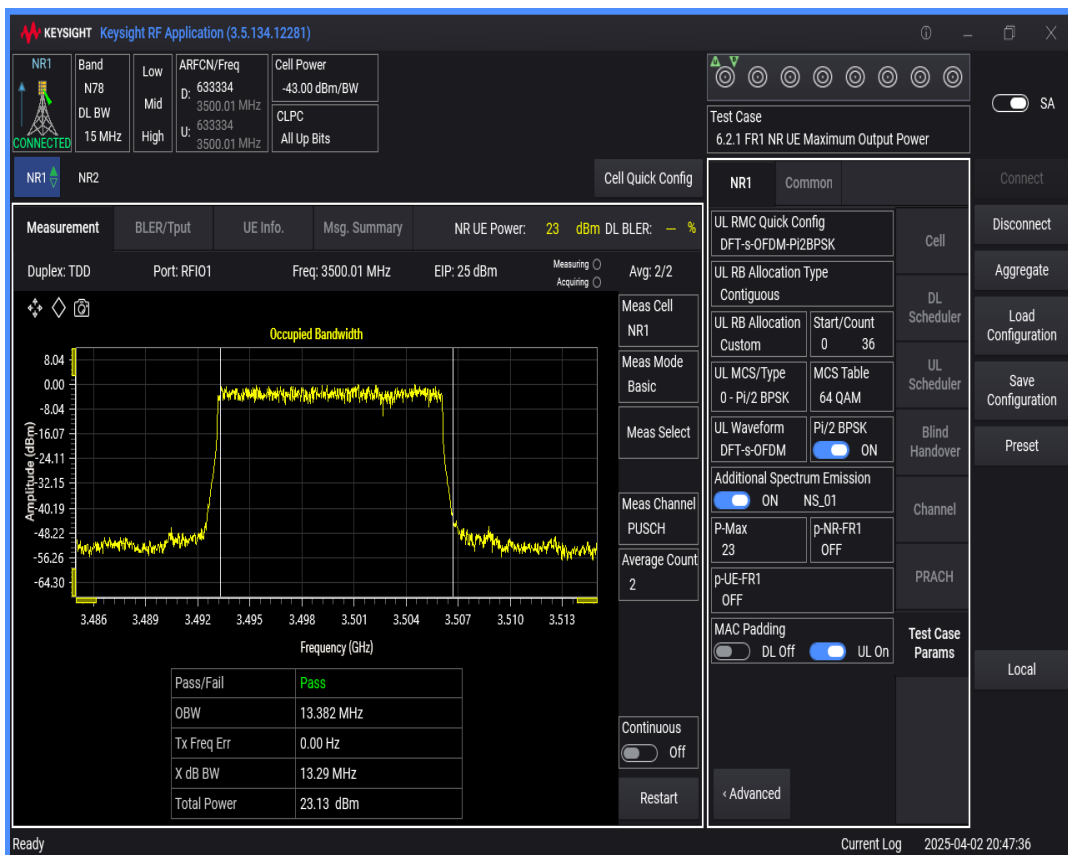 KEYSIGHT Keysight RF Application (3.5.134.12281)
NR1
CONNECTED
Band
N78
DL BW
15 MHz
Low
Mid
High
ARFCN/Freq
D: 633334
3500.01 MHz
U: 633334
3500.01 MHz
Cell Power
-43.00 dBm/BW
CLPC
All Up Bits
Test Case
6.2.1 FR1 NR UE Maximum Output Power
SA
NR1
NR2
Cell Quick Config
Measurement
BLER/Tput
UE Info.
Msg. Summary
NR UE Power: 23 dBm DL BLER: — %
Duplex: TDD
Port: RFIO1
Freq: 3500.01 MHz
EIP: 25 dBm
Measuring
Acquiring
Avg: 2/2
Occupied Bandwidth
8.04
0.00
-8.04
-16.07
-24.11
-32.15
-40.19
-48.22
-56.26
-64.30
Amplitude (dBm)
3.486 3.489 3.492 3.495 3.498 3.501 3.504 3.507 3.510 3.513
Frequency (GHz)
Pass/Fail Pass
OBW 13.382 MHz
Tx Freq Err 0.00 Hz
X dB BW 13.29 MHz
Total Power 23.13 dBm
Meas Cell
NR1
Meas Mode
Basic
Meas Select
Meas Channel
PUSCH
Average Count
2
Continuous
Off
Restart
NR1
Common
UL RMC Quick Config
DFT-s-OFDM-Pi2BPSK
UL RB Allocation Type
Contiguous
UL RB Allocation
Custom
Start/Count
0 36
UL MCS/Type
0 - Pi/2 BPSK
MCS Table
64 QAM
UL Waveform
DFT-s-OFDM
Pi/2 BPSK
ON
Additional Spectrum Emission
ON NS_01
P-Max
23
p-NR-FR1
OFF
p-UE-FR1
OFF
MAC Padding
DL Off
UL On
‹ Advanced
Cell
DL
Scheduler
UL
Scheduler
Blind
Handover
Channel
PRACH
Test Case
Params
Connect
Disconnect
Aggregate
Load
Configuration
Save
Configuration
Preset
Local
Ready
Current Log
2025-04-02 20:47:36